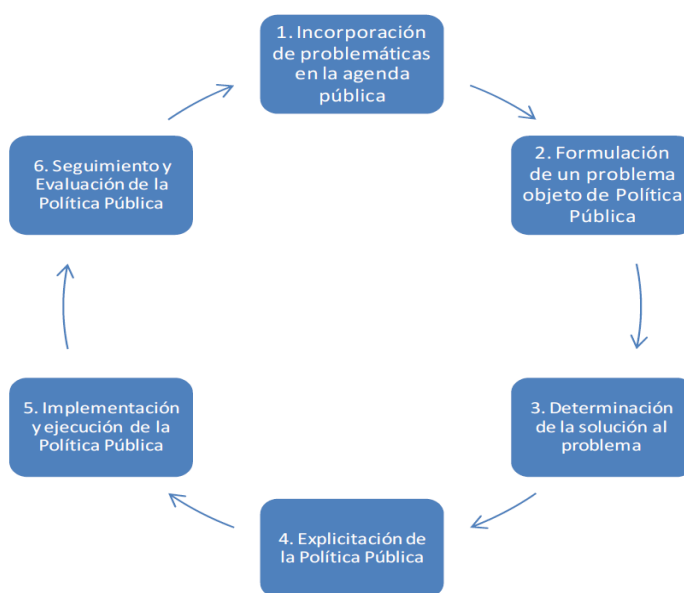 1. Incorporación
de problemáticas
en la agenda
pública
2. Formulación
de un problema
objeto de Política
Pública
3. Determinación
de la solución al
problema
4. Explicitación de
la Política Pública
5. Implementación
y ejecución de la
Política Pública
6. Seguimiento y
Evaluación de la
Política Pública